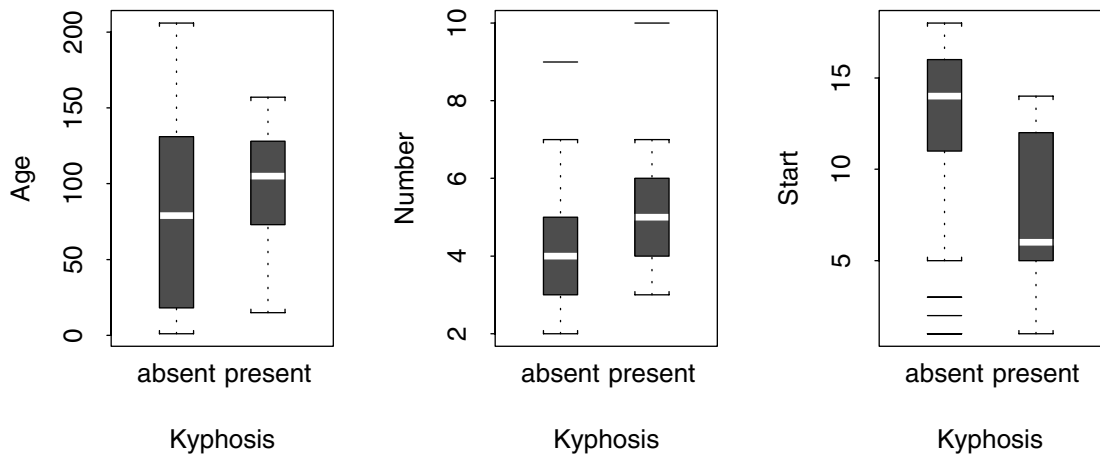 Age
0
50
100
150
200
absent present
Kyphosis
Number
2
4
6
8
10
absent present
Kyphosis
Start
5
10
15
absent present
Kyphosis